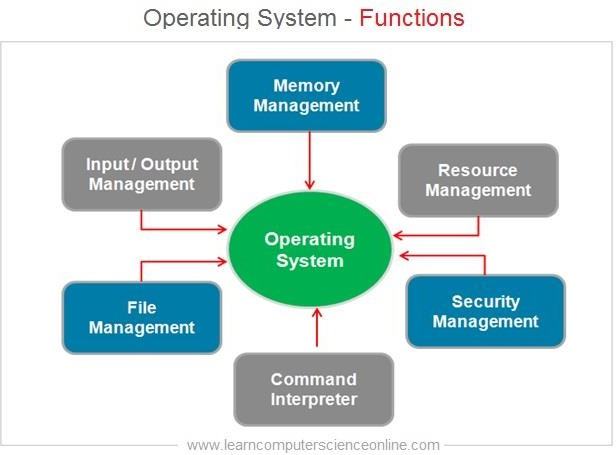 Operating System - Functions
Memory
Management
Input / Output
Management
Resource
Management
Operating
System
File
Management
Security
Management
Command
Interpreter
www.learncomputerscienceonline.com